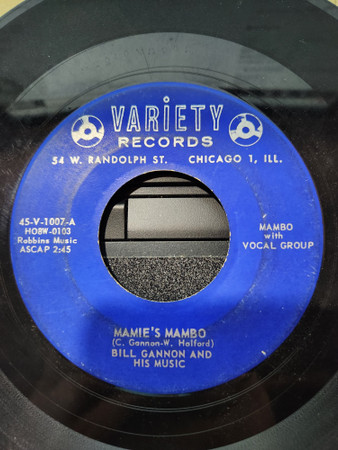 VARiETY
RECORDS
54 W. RANDOLPH ST. CHICAGO 1, ILL.
45-V-1007-A
HO8W-0103
Robbins Music
ASCAP 2:45
MAMBO
with
VOCAL GROUP
MAMIE'S MAMBO
(C. Gannon-W. Holford)
BILL GANNON AND
HIS MUSIC